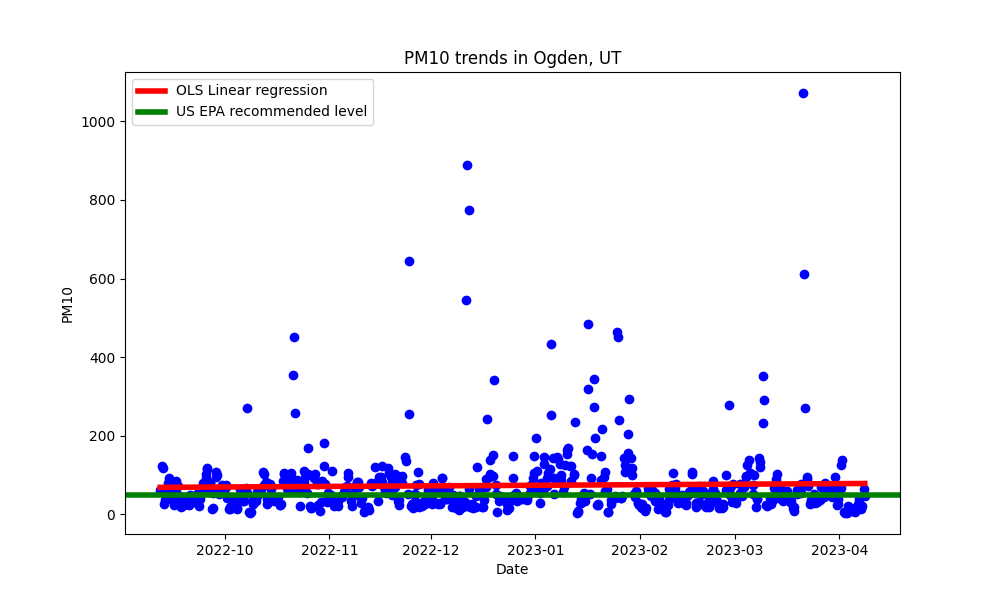 PM10 trends in Ogden, UT
OLS Linear regression
US EPA recommended level
1000
800
600
400
200
0
PM10
2022-10
2022-11
2022-12
2023-01
2023-02
2023-03
2023-04
Date